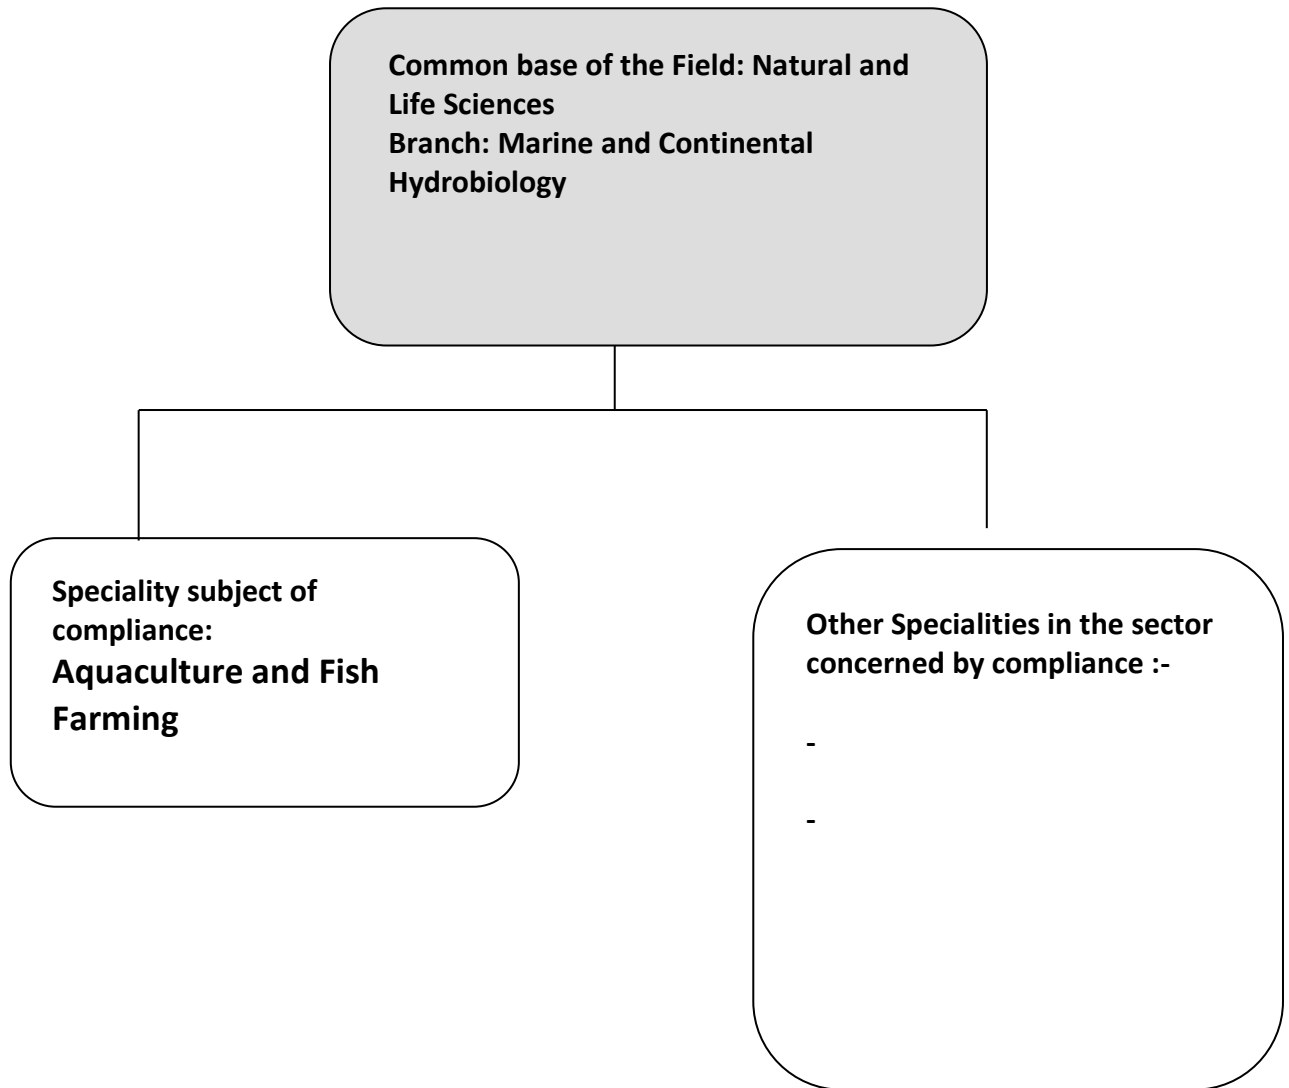 Common base of the Field: Natural and
Life Sciences
Branch: Marine and Continental
Hydrobiology
Speciality subject of
compliance:
Aquaculture and Fish
Farming
Other Specialities in the sector
concerned by compliance :-
-
-